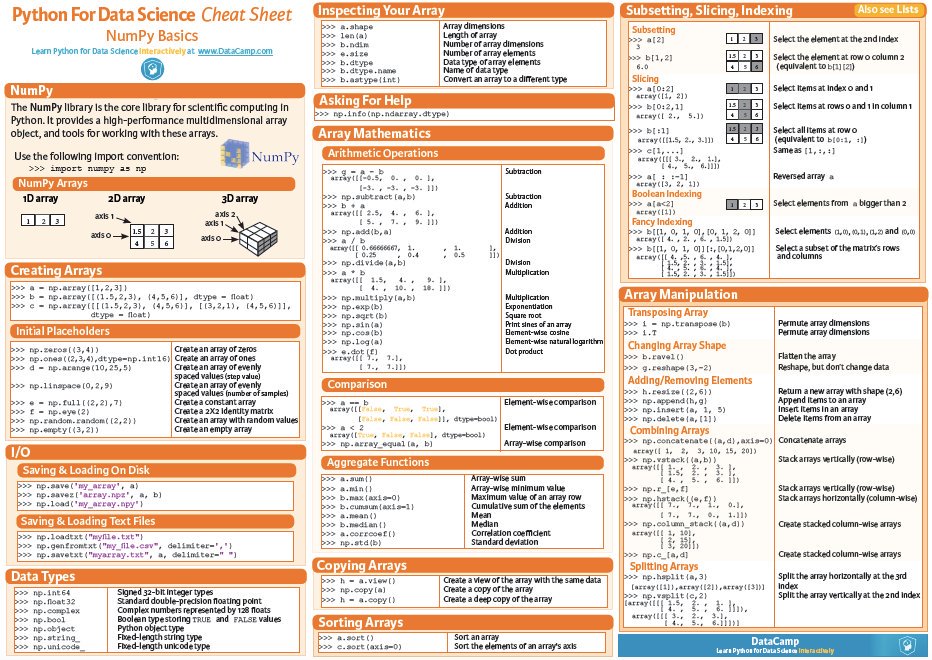 Python For Data Science Cheat Sheet
NumPy Basics
Learn Python for Data Science Interactively at www.DataCamp.com
NumPy
The NumPy library is the core library for scientific computing in
Python. It provides a high-performance multidimensional array
object, and tools for working with these arrays.
Use the following import convention:
>>> import numpy as np
NumPy
NumPy Arrays
1D array 2D array 3D array
1 2 3
axis 1
axis 0
1.5 2 3
4 5 6
axis 2
axis 1
axis 0
Creating Arrays
>>> a = np.array([1,2,3])
>>> b = np.array([(1.5,2,3), (4,5,6)], dtype = float)
>>> c = np.array([[(1.5,2,3), (4,5,6)], [(3,2,1), (4,5,6)]],
dtype = float)
Initial Placeholders
>>> np.zeros((3,4)) Create an array of zeros
>>> np.ones((2,3,4),dtype=np.int16) Create an array of ones
>>> d = np.arange(10,25,5) Create an array of evenly
spaced values (step value)
>>> np.linspace(0,2,9) Create an array of evenly
spaced values (number of samples)
>>> e = np.full((2,2),7) Create a constant array
>>> f = np.eye(2) Create a 2X2 identity matrix
>>> np.random.random((2,2)) Create an array with random values
>>> np.empty((3,2)) Create an empty array
I/O
Saving & Loading On Disk
>>> np.save('my_array', a)
>>> np.savez('array.npz', a, b)
>>> np.load('my_array.npy')
Saving & Loading Text Files
>>> np.loadtxt("myfile.txt")
>>> np.genfromtxt("my_file.csv", delimiter=',')
>>> np.savetxt("myarray.txt", a, delimiter=" ")
Data Types
>>> np.int64 Signed 32-bit integer types
>>> np.float32 Standard double-precision floating point
>>> np.complex Complex numbers represented by 128 floats
>>> np.bool Boolean type storing TRUE and FALSE values
>>> np.object Python object type
>>> np.string_ Fixed-length string type
>>> np.unicode_ Fixed-length unicode type
Inspecting Your Array
>>> a.shape Array dimensions
>>> len(a) Length of array
>>> b.ndim Number of array dimensions
>>> e.size Number of array elements
>>> b.dtype Data type of array elements
>>> b.dtype.name Name of data type
>>> b.astype(int) Convert an array to a different type
Asking For Help
>>> np.info(np.ndarray.dtype)
Array Mathematics
Arithmetic Operations
>>> g = a - b Subtraction
array([[-0.5, 0. , 0. ],
[-3. , -3. , -3. ]])
>>> np.subtract(a,b) Subtraction
>>> b + a Addition
array([[ 2.5, 4. , 6. ],
[ 5. , 7. , 9. ]])
>>> np.add(b,a) Addition
>>> a / b Division
array([[ 0.66666667, 1. , 1. ],
[ 0.25 , 0.4 , 0.5 ]])
>>> np.divide(a,b) Division
>>> a * b Multiplication
array([[ 1.5, 4. , 9. ],
[ 4. , 10. , 18. ]])
>>> np.multiply(a,b) Multiplication
>>> np.exp(b) Exponentiation
>>> np.sqrt(b) Square root
>>> np.sin(a) Print sines of an array
>>> np.cos(b) Element-wise cosine
>>> np.log(a) Element-wise natural logarithm
>>> e.dot(f) Dot product
array([[ 7., 7.],
[ 7., 7.]])
Comparison
>>> a == b Element-wise comparison
array([[False, True, True],
[False, False, False]], dtype=bool)
>>> a < 2 Element-wise comparison
array([True, False, False], dtype=bool)
>>> np.array_equal(a, b) Array-wise comparison
Aggregate Functions
>>> a.sum() Array-wise sum
>>> a.min() Array-wise minimum value
>>> b.max(axis=0) Maximum value of an array row
>>> b.cumsum(axis=1) Cumulative sum of the elements
>>> a.mean() Mean
>>> b.median() Median
>>> a.corrcoef() Correlation coefficient
>>> np.std(b) Standard deviation
Copying Arrays
>>> h = a.view() Create a view of the array with the same data
>>> np.copy(a) Create a copy of the array
>>> h = a.copy() Create a deep copy of the array
Sorting Arrays
>>> a.sort() Sort an array
>>> c.sort(axis=0) Sort the elements of an array's axis
Subsetting, Slicing, Indexing Also see Lists
Subsetting
>>> a[2] 1 2 3 Select the element at the 2nd index
3
>>> b[1,2] 1.5 2 3 Select the element at row 0 column 2
6.0 4 5 6 (equivalent to b[1][2])
Slicing
>>> a[0:2] 1 2 3 Select items at index 0 and 1
array([1, 2])
>>> b[0:2,1] 1.5 2 3 Select items at rows 0 and 1 in column 1
array([ 2., 5.]) 4 5 6
>>> b[:1] 1.5 2 3 Select all items at row 0
array([[1.5, 2., 3.]]) 4 5 6 (equivalent to b[0:1, :])
>>> c[1,...] Same as [1,:,:]
array([[[ 3., 2., 1.],
[ 4., 5., 6.]]])
>>> a[ : :-1] Reversed array a
array([3, 2, 1])
Boolean Indexing
>>> a[a<2] 1 2 3 Select elements from a bigger than 2
array([1])
Fancy Indexing
>>> b[[1, 0, 1, 0],[0, 1, 2, 0]] Select elements (1,0),(0,1),(1,2) and (0,0)
array([ 4. , 2. , 6. , 1.5])
>>> b[[1, 0, 1, 0]][:,[0,1,2,0]] Select a subset of the matrix's rows
array([[ 4. ,5. , 6. , 4. ], and columns
[ 1.5, 2. , 3. , 1.5],
[ 4. , 5. , 6. , 4. ],
[ 1.5, 2. , 3. , 1.5]])
Array Manipulation
Transposing Array
>>> i = np.transpose(b) Permute array dimensions
>>> i.T Permute array dimensions
Changing Array Shape
>>> b.ravel() Flatten the array
>>> g.reshape(3,-2) Reshape, but don't change data
Adding/Removing Elements
>>> h.resize((2,6)) Return a new array with shape (2,6)
>>> np.append(h,g) Append items to an array
>>> np.insert(a, 1, 5) Insert items in an array
>>> np.delete(a,[1]) Delete items from an array
Combining Arrays
>>> np.concatenate((a,d),axis=0) Concatenate arrays
array([ 1, 2, 3, 10, 15, 20])
>>> np.vstack((a,b)) Stack arrays vertically (row-wise)
array([[ 1. , 2. , 3. ],
[ 1.5, 2. , 3. ],
[ 4. , 5. , 6. ]])
>>> np.r_[e,f] Stack arrays vertically (row-wise)
>>> np.hstack((e,f)) Stack arrays horizontally (column-wise)
array([[ 7., 7., 1., 0.],
[ 7., 7., 0., 1.]])
>>> np.column_stack((a,d)) Create stacked column-wise arrays
array([[ 1, 10],
[ 2, 15],
[ 3, 20]])
>>> np.c_[a,d] Create stacked column-wise arrays
Splitting Arrays
>>> np.hsplit(a,3) Split the array horizontally at the 3rd
[array([1]),array([2]),array([3])] index
>>> np.vsplit(c,2) Split the array vertically at the 2nd index
[array([[[ 1.5, 2. , 1. ],
[ 4. , 5. , 6. ]]]),
array([[[ 3., 2., 3.],
[ 4., 5., 6.]]])]
DataCamp
Learn Python for Data Science Interactively